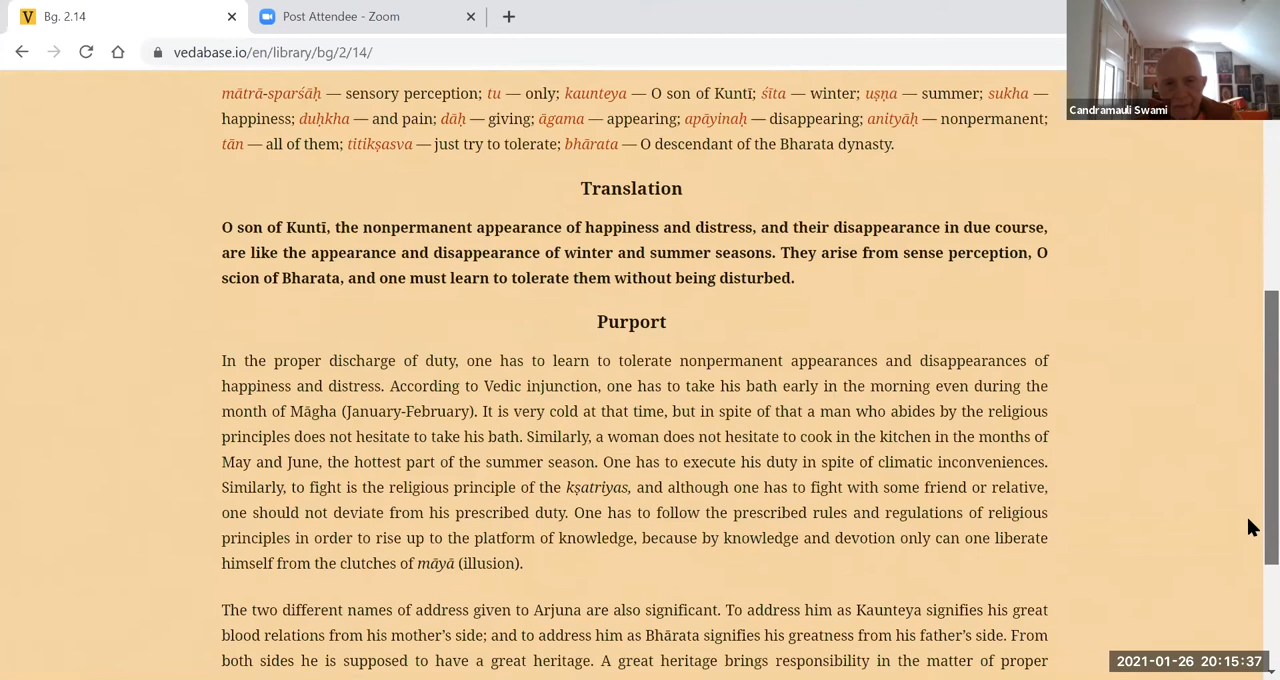 Bg. 2.14
Post Attendee - Zoom
vedabase.io/en/library/bg/2/14/
Candramauli Swami
mātrā-sparśāḥ — sensory perception; tu — only; kaunteya — O son of Kuntī; śīta — winter; uṣṇa — summer; sukha —
happiness; duḥkha — and pain; dāḥ — giving; āgama — appearing; apāyinaḥ — disappearing; anityāḥ — nonpermanent;
tān — all of them; titikṣasva — just try to tolerate; bhārata — O descendant of the Bharata dynasty.
Translation
O son of Kuntī, the nonpermanent appearance of happiness and distress, and their disappearance in due course,
are like the appearance and disappearance of winter and summer seasons. They arise from sense perception, O
scion of Bharata, and one must learn to tolerate them without being disturbed.
Purport
In the proper discharge of duty, one has to learn to tolerate nonpermanent appearances and disappearances of
happiness and distress. According to Vedic injunction, one has to take his bath early in the morning even during the
month of Māgha (January-February). It is very cold at that time, but in spite of that a man who abides by the religious
principles does not hesitate to take his bath. Similarly, a woman does not hesitate to cook in the kitchen in the months of
May and June, the hottest part of the summer season. One has to execute his duty in spite of climatic inconveniences.
Similarly, to fight is the religious principle of the kṣatriyas, and although one has to fight with some friend or relative,
one should not deviate from his prescribed duty. One has to follow the prescribed rules and regulations of religious
principles in order to rise up to the platform of knowledge, because by knowledge and devotion only can one liberate
himself from the clutches of māyā (illusion).
The two different names of address given to Arjuna are also significant. To address him as Kaunteya signifies his great
blood relations from his mother’s side; and to address him as Bhārata signifies his greatness from his father’s side. From
both sides he is supposed to have a great heritage. A great heritage brings responsibility in the matter of proper
2021-01-26 20:15:37